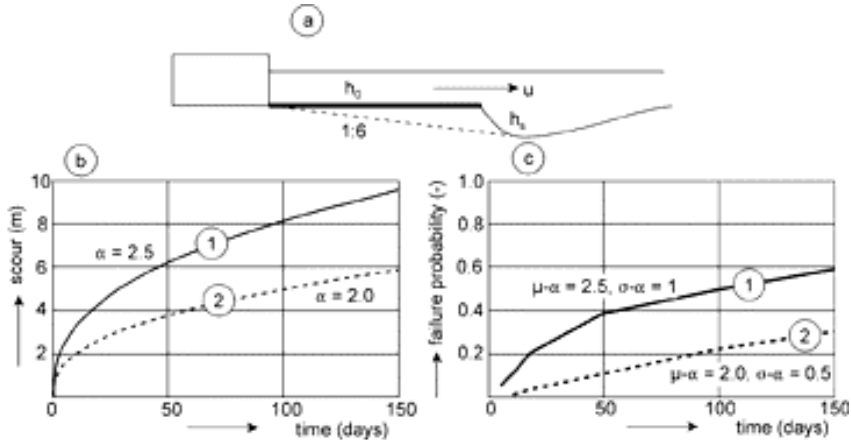 a
h₀
u
1:6
hₛ
b
scour (m)
10
8
6
4
2
0
50
100
150
time (days)
α = 2.5
1
2
α = 2.0
c
failure probability (-)
1.0
0.8
0.6
0.4
0.2
0
50
100
150
time (days)
μ-α = 2.5, σ-α = 1
1
2
μ-α = 2.0, σ-α = 0.5